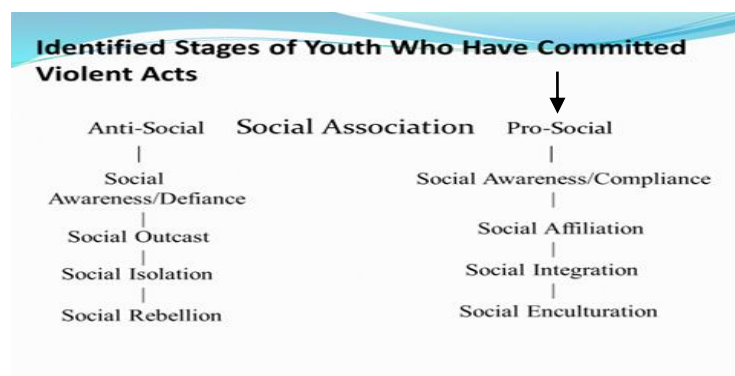 Identified Stages of Youth Who Have Committed
Violent Acts
Anti-Social Social Association Pro-Social
Social
Awareness/Defiance
Social Outcast
Social Isolation
Social Rebellion
Social Awareness/Compliance
Social Affiliation
Social Integration
Social Enculturation